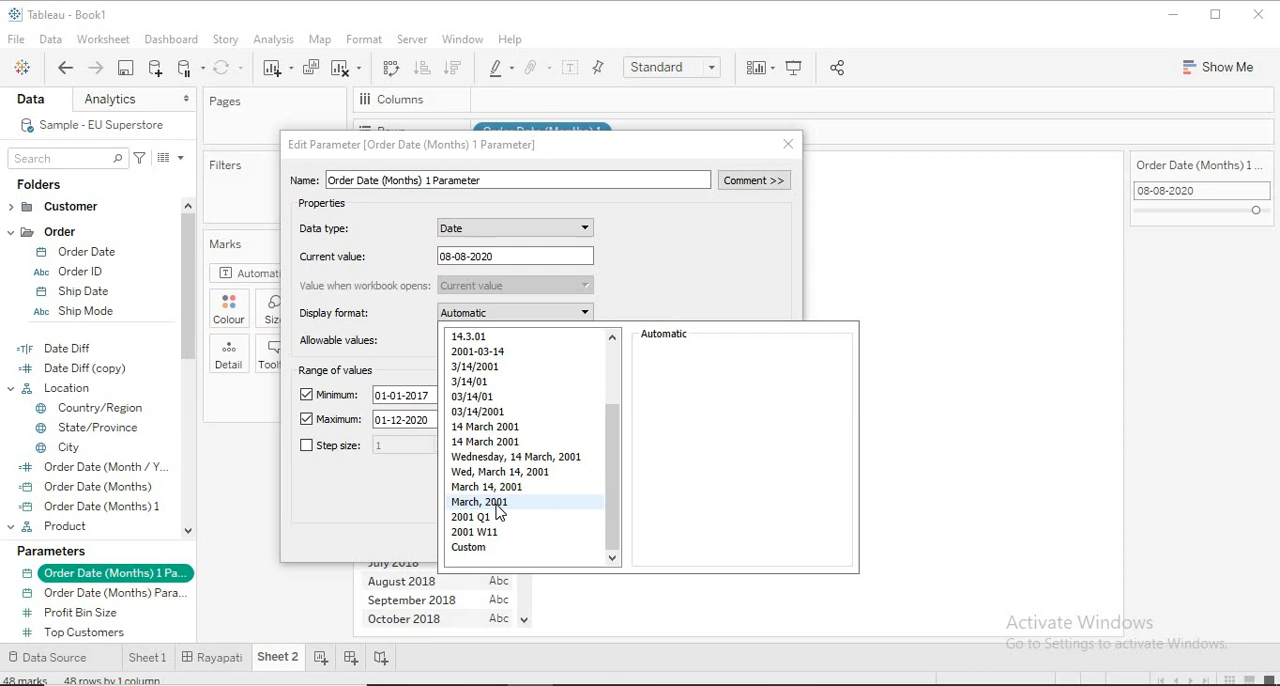 Tableau - Book1
File Data Worksheet Dashboard Story Analysis Map Format Server Window Help
Standard
Show Me
Data Analytics
Pages
Columns
Sample - EU Superstore
Search
Filters
Edit Parameter [Order Date (Months) 1 Parameter]
Name: Order Date (Months) 1 Parameter Comment >>
Order Date (Months) 1 ...
08-08-2020
Folders
Customer
Order
Order Date
Abc Order ID
Ship Date
Abc Ship Mode
Date Diff
Date Diff (copy)
Location
Country/Region
State/Province
City
Order Date (Month / Y...
Order Date (Months)
Order Date (Months) 1
Product
Parameters
Order Date (Months) 1 Pa...
Order Date (Months) Para...
Profit Bin Size
Top Customers
Marks
Colour
Detail
Properties
Data type: Date
Current value: 08-08-2020
Value when workbook opens: Current value
Display format: Automatic
Allowable values:
Range of values
Minimum: 01-01-2017
Maximum: 01-12-2020
Step size: 1
14.3.01
2001-03-14
3/14/2001
3/14/01
03/14/01
03/14/2001
14 March 2001
14 March 2001
Wednesday, 14 March, 2001
Wed, March 14, 2001
March 14, 2001
March, 2001
2001 Q1
2001 W11
Custom
Automatic
July 2018
August 2018 Abc
September 2018 Abc
October 2018 Abc
Activate Windows
Go to Settings to activate Windows.
Data Source Sheet 1 Rayapati Sheet 2
48 marks 48 rows by 1 column